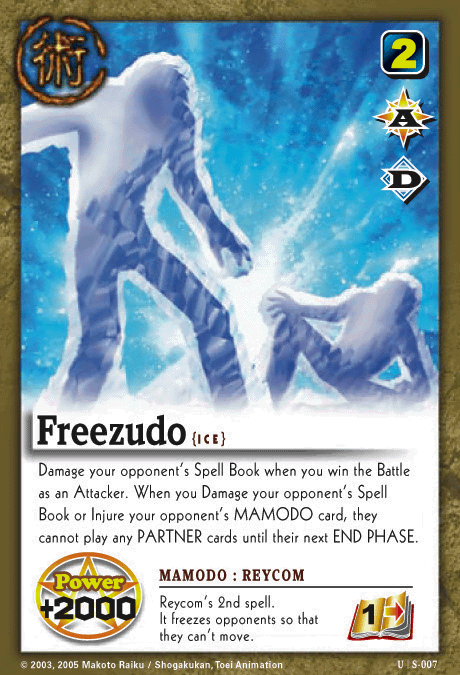 術
2
A
D
Freezudo {ICE}
Damage your opponent's Spell Book when you win the Battle
as an Attacker. When you Damage your opponent's Spell
Book or Injure your opponent's MAMODO card, they
cannot play any PARTNER cards until their next END PHASE.
Power
+2000
MAMODO : REYCOM
Reycom's 2nd spell.
It freezes opponents so that
they can't move.
1
© 2003, 2005 Makoto Raiku / Shogakukan, Toei Animation
U | S-007